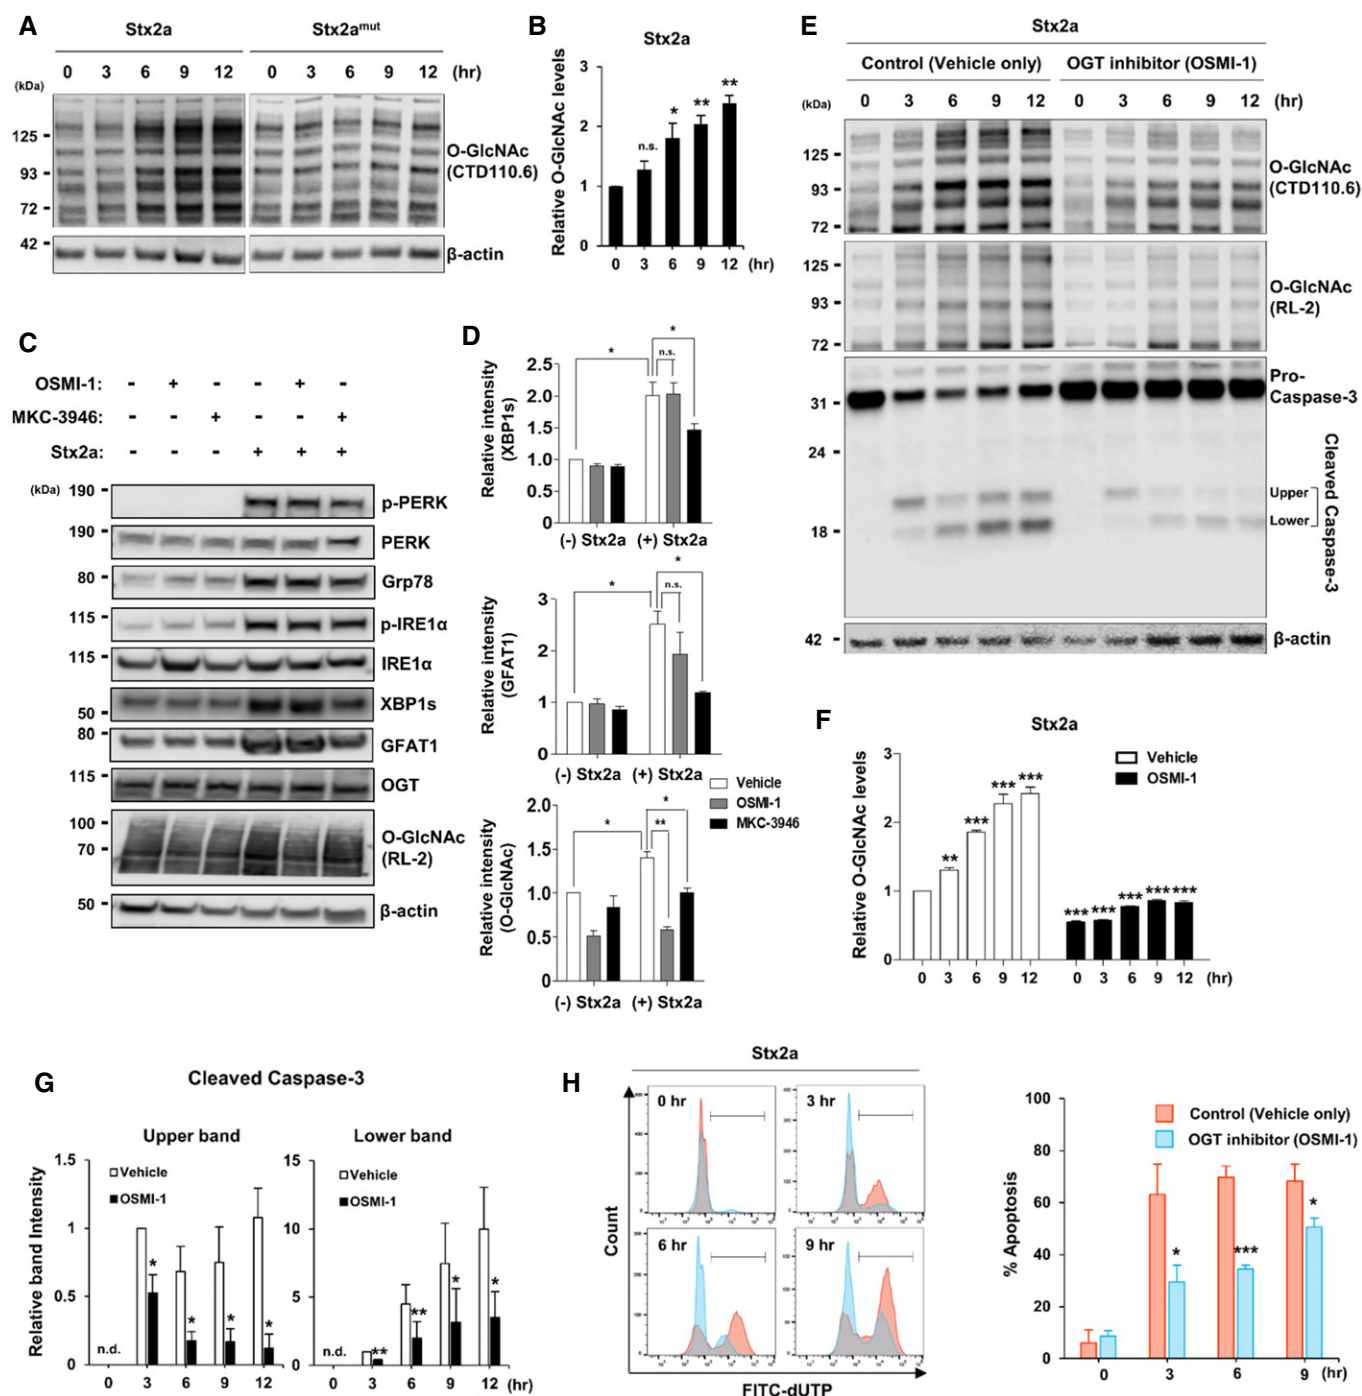 A
Stx2a
Stx2a^mut
0 3 6 9 12 0 3 6 9 12 (hr)
(kDa)
125
93
72
42
O-GlcNAc
(CTD110.6)
β-actin
B
Stx2a
Relative O-GlcNAc levels
3
2
1
0
n.s.
*
**
**
0 3 6 9 12 (hr)
C
OSMI-1: - + - - + -
MKC-3946: - - + - - +
Stx2a: - - - + + +
(kDa)
190 p-PERK
190 PERK
80 Grp78
115 p-IRE1α
115 IRE1α
50 XBP1s
80 GFAT1
115 OGT
100
70
O-GlcNAc
(RL-2)
50 β-actin
D
Relative intensity
(XBP1s)
2.5
2.0
1.5
1.0
0.5
0
* n.s. *
(-) Stx2a (+) Stx2a
Relative intensity
(GFAT1)
3
2
1
0
* n.s. *
(-) Stx2a (+) Stx2a
Vehicle
OSMI-1
MKC-3946
Relative intensity
(O-GlcNAc)
2.0
1.5
1.0
0.5
0
* ** *
(-) Stx2a (+) Stx2a
E
Stx2a
Control (Vehicle only) OGT inhibitor (OSMI-1)
(kDa) 0 3 6 9 12 0 3 6 9 12 (hr)
125
93
72
O-GlcNAc
(CTD110.6)
125
93
72
O-GlcNAc
(RL-2)
31
24
18
Pro-
Caspase-3
Upper
Lower
Cleaved Caspase-3
42 β-actin
F
Stx2a
Relative O-GlcNAc levels
3
2
1
0
Vehicle
OSMI-1
** *** *** ***
*** *** *** *** ***
0 3 6 9 12 0 3 6 9 12 (hr)
G
Cleaved Caspase-3
Upper band
Lower band
Relative band Intensity
1.5
1
0.5
0
Vehicle
OSMI-1
n.d.
* * * *
0 3 6 9 12
15
10
5
0
Vehicle
OSMI-1
n.d.
** ** * *
0 3 6 9 12 (hr)
H
Stx2a
0 hr
3 hr
6 hr
9 hr
Count
FITC-dUTP
% Apoptosis
100
80
60
40
20
0
Control (Vehicle only)
OGT inhibitor (OSMI-1)
* *** *
0 3 6 9 (hr)